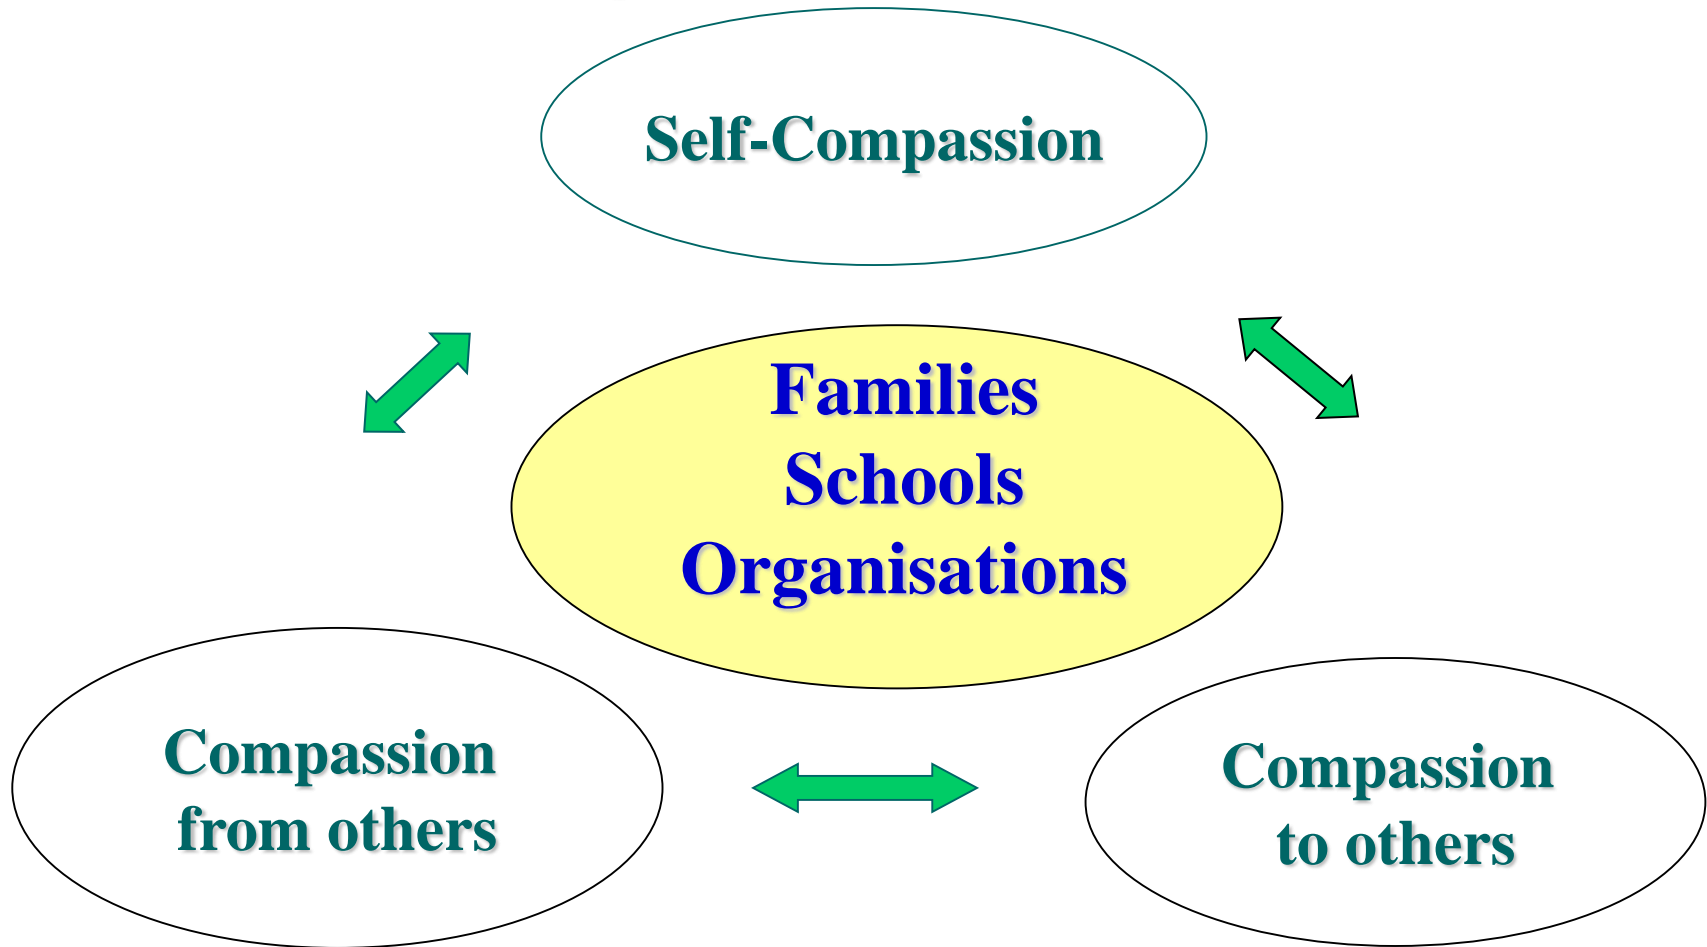 Self-Compassion
Families
Schools
Organisations
Compassion
from others
Compassion
to others